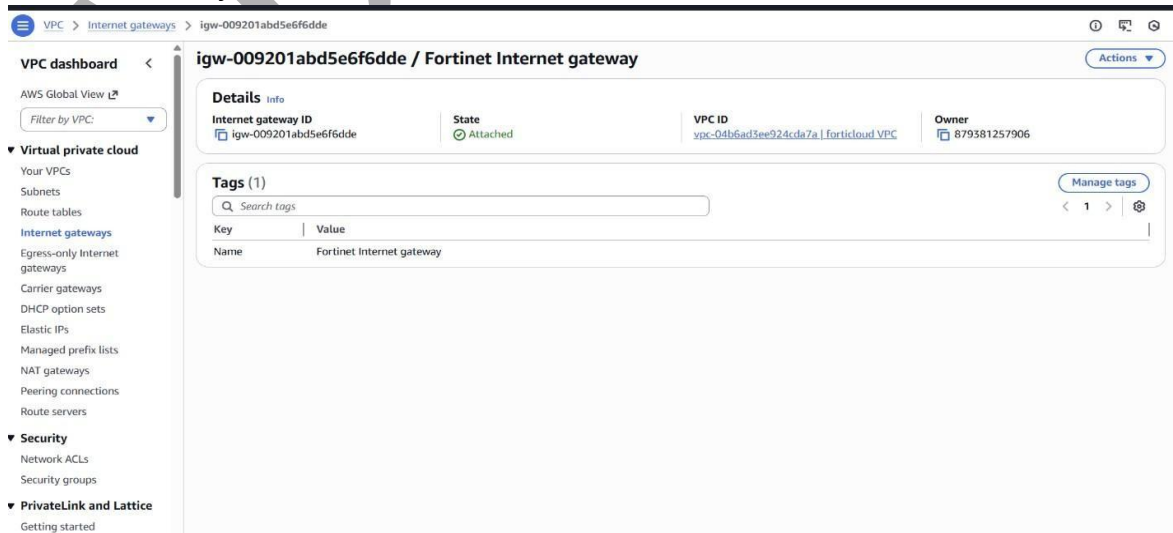 VPC > Internet gateways > igw-009201abd5e6f6dde
VPC dashboard
AWS Global View
Filter by VPC:
Virtual private cloud
Your VPCs
Subnets
Route tables
Internet gateways
Egress-only Internet
gateways
Carrier gateways
DHCP option sets
Elastic IPs
Managed prefix lists
NAT gateways
Peering connections
Route servers
Security
Network ACLs
Security groups
PrivateLink and Lattice
Getting started
igw-009201abd5e6f6dde / Fortinet Internet gateway
Actions
Details Info
Internet gateway ID
igw-009201abd5e6f6dde
State
Attached
VPC ID
vpc-04b6ad3ee924cda7a | forticloud VPC
Owner
879381257906
Tags (1)
Manage tags
Search tags
< 1 >
Key Value
Name Fortinet Internet gateway